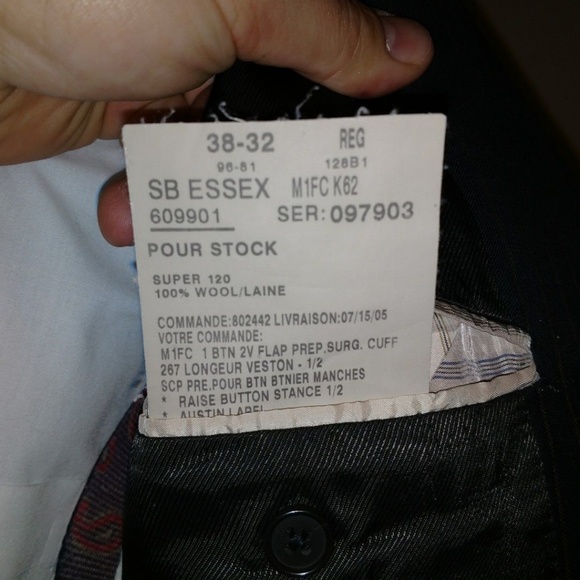 38-32 REG
96-81 128B1
SB ESSEX M1FC K62
609901 SER: 097903
POUR STOCK
SUPER 120
100% WOOL/LAINE
COMMANDE:802442 LIVRAISON:07/15/05
VOTRE COMMANDE:
M1FC 1 BTN 2V FLAP PREP.SURG. CUFF
267 LONGEUR VESTON - 1/2
SCP PRE.POUR BTN BTNIER MANCHES
* RAISE BUTTON STANCE 1/2
* AUSTIN LABEL